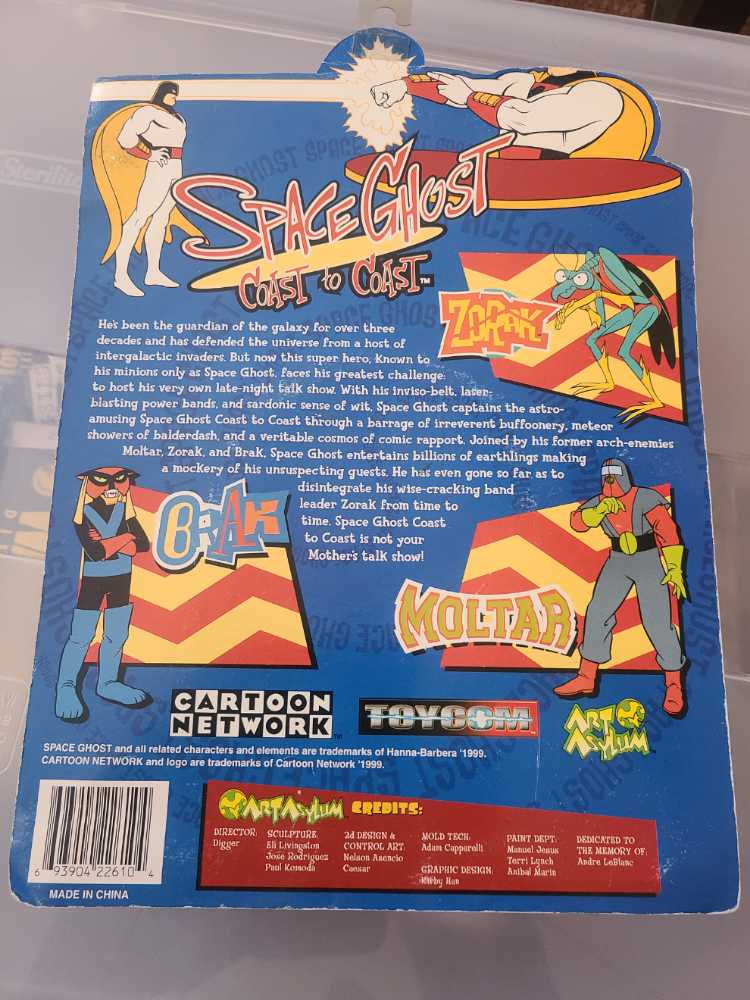 Sterilite
SPACE GHOST
COAST to COAST™
ZORAK
He's been the guardian of the galaxy for over three
decades and has defended the universe from a host of
intergalactic invaders. But now this super hero, known to
his minions only as Space Ghost, faces his greatest challenge:
to host his very own late-night talk show. With his inviso-belt, laser-
blasting power bands, and sardonic sense of wit, Space Ghost captains the astro-
amusing Space Ghost Coast to Coast through a barrage of irreverent buffoonery, meteor
showers of balderdash, and a veritable cosmos of comic rapport. Joined by his former arch-enemies
Moltar, Zorak, and Brak, Space Ghost entertains billions of earthlings making
a mockery of his unsuspecting guests. He has even gone so far as to
disintegrate his wise-cracking band
leader Zorak from time to
time. Space Ghost Coast
to Coast is not your
Mother's talk show!
BRAK
MOLTAR
CARTOON
NETWORK™
TOYCOM™
ART
ASYLUM™
SPACE GHOST and all related characters and elements are trademarks of Hanna-Barbera '1999.
CARTOON NETWORK and logo are trademarks of Cartoon Network '1999.
ART ASYLUM CREDITS:
DIRECTOR:
Digger
SCULPTURE:
Eli Livingston
Jose Rodriguez
Paul Komoda
2d DESIGN &
CONTROL ART:
Nelson Asencio
Caesar
MOLD TECH:
Adam Capparelli
GRAPHIC DESIGN:
Kirby Han
PAINT DEPT:
Manuel Jesus
Terri Lynch
Anibal Marin
DEDICATED TO
THE MEMORY OF:
Andre LeBlanc
6 93904 22610 4
MADE IN CHINA